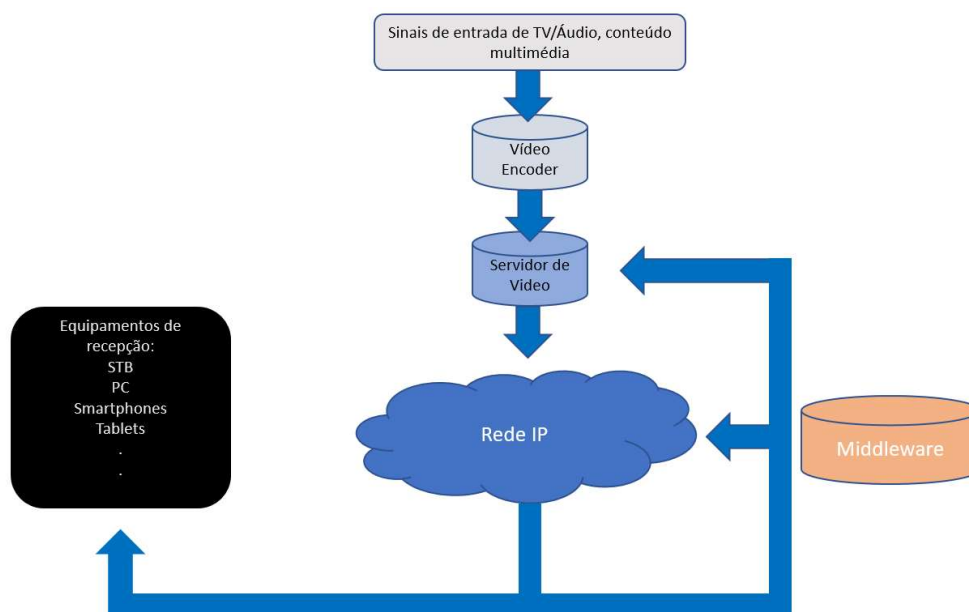 Sinais de entrada de TV/Áudio, conteúdo
multimédia
Vídeo
Encoder
Servidor de
Video
Equipamentos de
recepção:
STB
PC
Smartphones
Tablets
.
.
Rede IP
Middleware